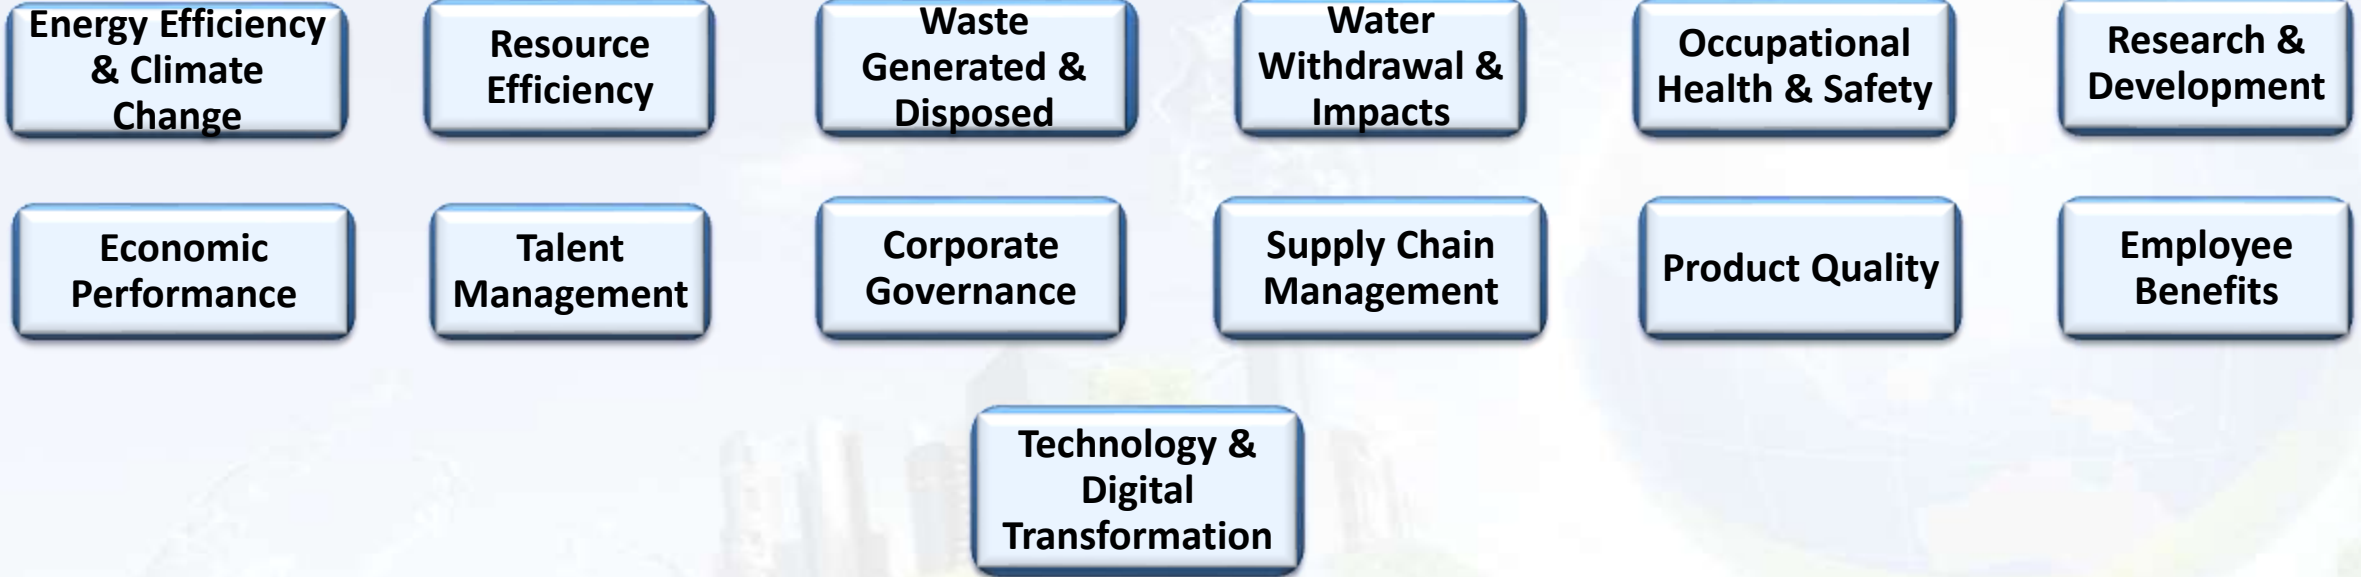 Energy Efficiency
& Climate
Change
Resource
Efficiency
Waste
Generated &
Disposed
Water
Withdrawal &
Impacts
Occupational
Health & Safety
Research &
Development
Economic
Performance
Talent
Management
Corporate
Governance
Supply Chain
Management
Product Quality
Employee
Benefits
Technology &
Digital
Transformation